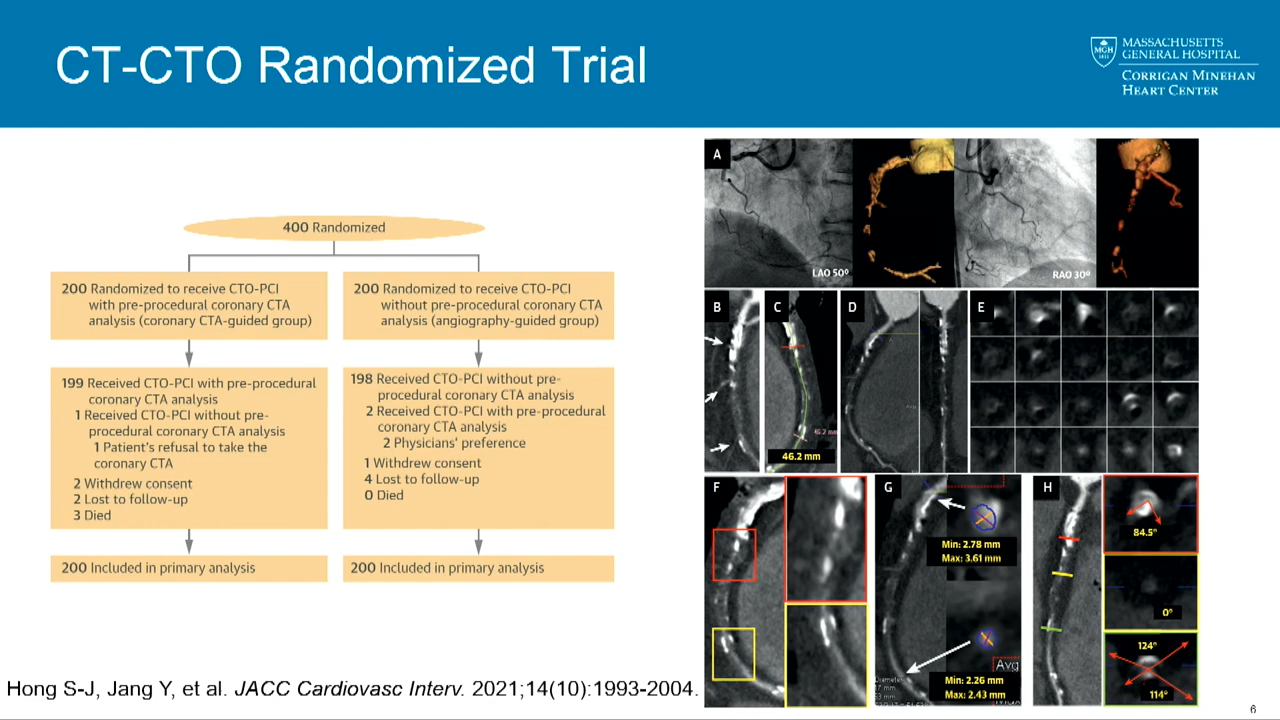 CT-CTO Randomized Trial
MASSACHUSETTS
GENERAL HOSPITAL
CORRIGAN MINEHAN
HEART CENTER
MGH
1811
400 Randomized
200 Randomized to receive CTO-PCI
with pre-procedural coronary CTA
analysis (coronary CTA-guided group)
200 Randomized to receive CTO-PCI
without pre-procedural coronary CTA
analysis (angiography-guided group)
199 Received CTO-PCI with pre-procedural
coronary CTA analysis
1 Received CTO-PCI without pre-
procedural coronary CTA analysis
1 Patient's refusal to take the
coronary CTA
2 Withdrew consent
2 Lost to follow-up
3 Died
198 Received CTO-PCI without pre-
procedural coronary CTA analysis
2 Received CTO-PCI with pre-procedural
coronary CTA analysis
2 Physicians' preference
1 Withdrew consent
4 Lost to follow-up
0 Died
200 Included in primary analysis
200 Included in primary analysis
A
LAO 50º
RAO 30º
B
C
46.2 mm
D
E
F
G
Min: 2.78 mm
Max: 3.61 mm
Avg
Min: 2.26 mm
Max: 2.43 mm
H
84.5º
0º
124º
114º
Hong S-J, Jang Y, et al. JACC Cardiovasc Interv. 2021;14(10):1993-2004.
6